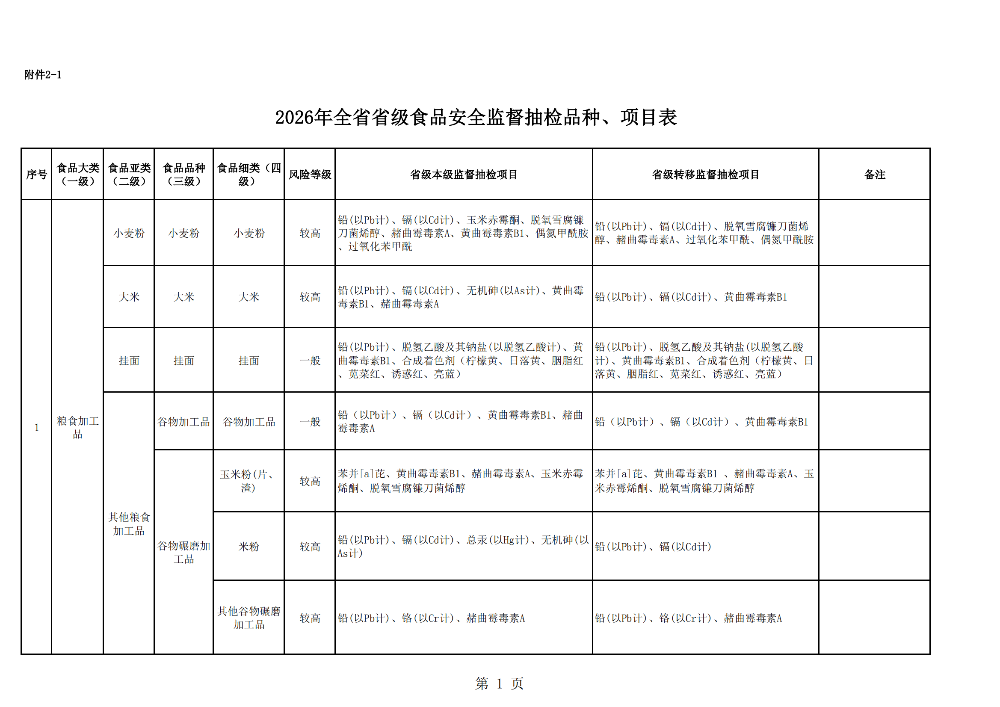 附件2-1
2026年全省省级食品安全监督抽检品种、项目表
序号
食品大类
（一级）
食品亚类
（二级）
食品品种
（三级）
食品细类（四
级）
风险等级
省级本级监督抽检项目
省级转移监督抽检项目
备注
1
粮食加工
品
小麦粉
小麦粉
小麦粉
较高
铅(以Pb计)、镉(以Cd计)、玉米赤霉酮、脱氧雪腐镰
刀菌烯醇、赭曲霉毒素A、黄曲霉毒素B1、偶氮甲酰胺
、过氧化苯甲酰
铅(以Pb计)、镉(以Cd计)、脱氧雪腐镰刀菌烯
醇、赭曲霉毒素A、过氧化苯甲酰、偶氮甲酰胺
大米
大米
大米
较高
铅(以Pb计)、镉(以Cd计)、无机砷(以As计)、黄曲霉
毒素B1、赭曲霉毒素A
铅(以Pb计)、镉(以Cd计)、黄曲霉毒素B1
挂面
挂面
挂面
一般
铅(以Pb计)、脱氢乙酸及其钠盐(以脱氢乙酸计)、黄
曲霉毒素B1、合成着色剂（柠檬黄、日落黄、胭脂红
、苋菜红、诱惑红、亮蓝）
铅(以Pb计)、脱氢乙酸及其钠盐(以脱氢乙酸
计)、黄曲霉毒素B1、合成着色剂（柠檬黄、日
落黄、胭脂红、苋菜红、诱惑红、亮蓝）
其他粮食
加工品
谷物加工品
谷物加工品
一般
铅（以Pb计）、镉（以Cd计）、黄曲霉毒素B1、赭曲
霉毒素A
铅（以Pb计）、镉（以Cd计）、黄曲霉毒素B1
谷物碾磨加
工品
玉米粉(片、
渣)
较高
苯并[a]芘、黄曲霉毒素B1、赭曲霉毒素A、玉米赤霉
烯酮、脱氧雪腐镰刀菌烯醇
苯并[a]芘、黄曲霉毒素B1 、赭曲霉毒素A、玉
米赤霉烯酮、脱氧雪腐镰刀菌烯醇
米粉
较高
铅(以Pb计)、镉(以Cd计)、总汞(以Hg计)、无机砷(以
As计)
铅(以Pb计)、镉(以Cd计)
其他谷物碾磨
加工品
较高
铅(以Pb计)、铬(以Cr计)、赭曲霉毒素A
铅(以Pb计)、铬(以Cr计)、赭曲霉毒素A
第 1 页